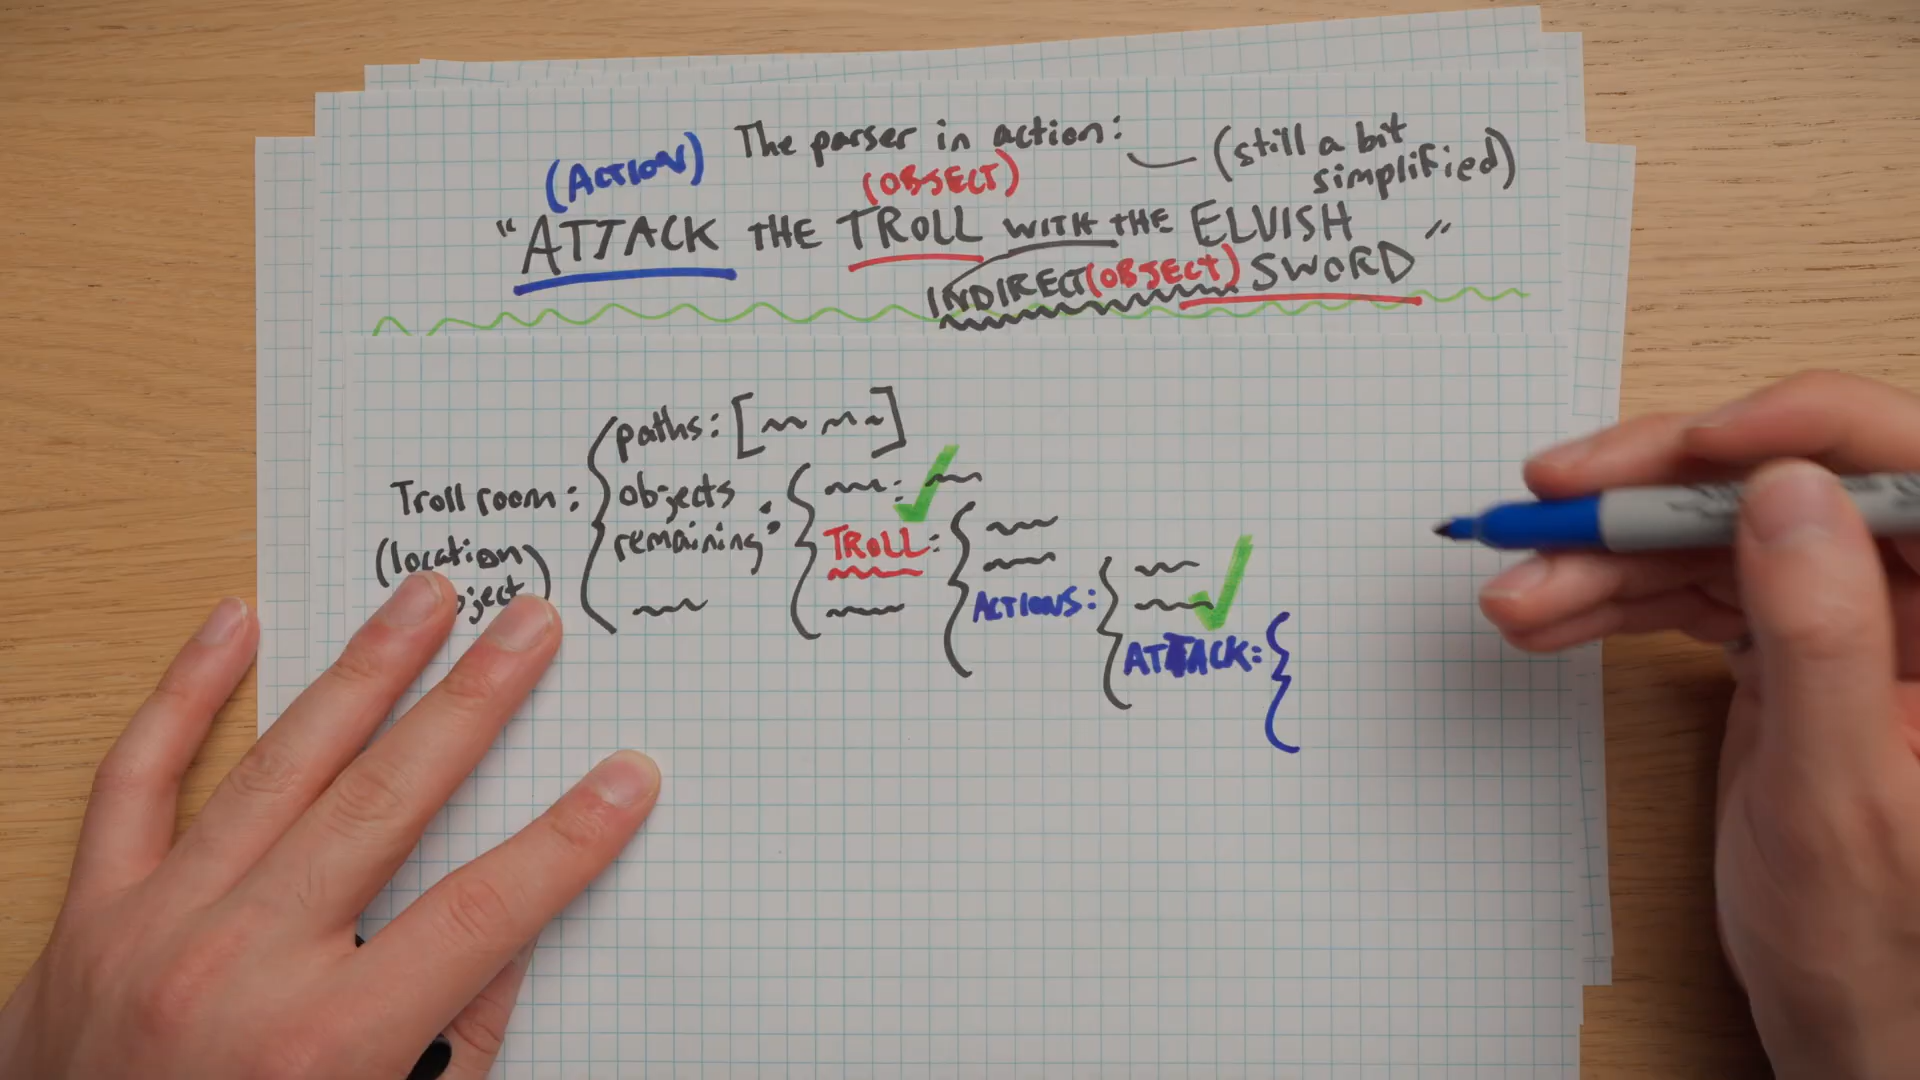 The parser in action:
(still a bit
simplified)
(ACTION)
(OBJECT)
"ATTACK THE TROLL WITH THE ELVISH
SWORD"
INDIRECT (OBJECT)
paths: [ ]
Troll room:
(location
objects
remaining:
TROLL:
ACTIONS:
ATTACK: